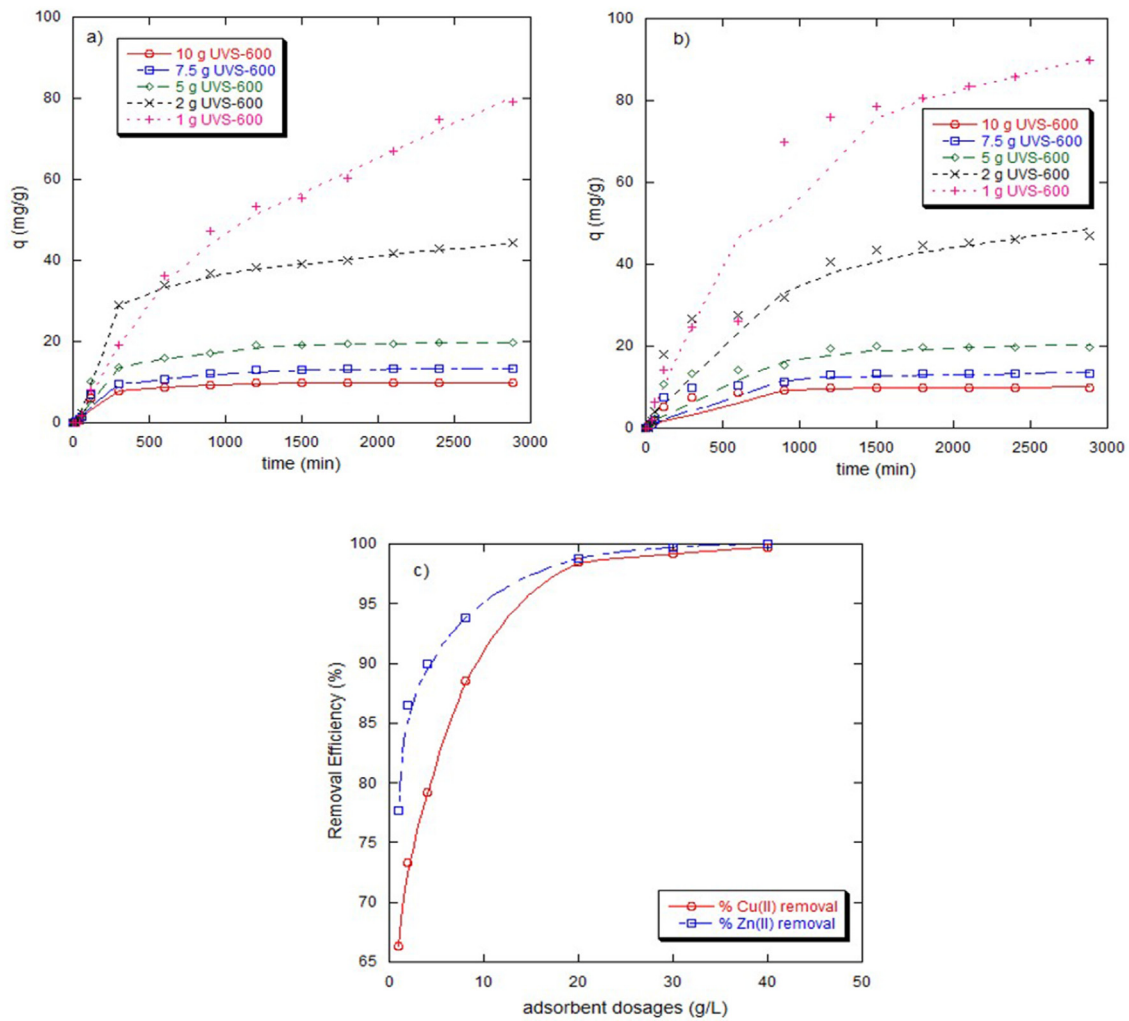 a)
10 g UVS-600
7.5 g UVS-600
5 g UVS-600
2 g UVS-600
1 g UVS-600
100
80
60
40
20
0
q (mg/g)
0 500 1000 1500 2000 2500 3000
time (min)
b)
10 g UVS-600
7.5 g UVS-600
5 g UVS-600
2 g UVS-600
1 g UVS-600
100
80
60
40
20
0
q (mg/g)
0 500 1000 1500 2000 2500 3000
time (min)
c)
100
95
90
85
80
75
70
65
Removal Efficiency (%)
% Cu(II) removal
% Zn(II) removal
0 10 20 30 40 50
adsorbent dosages (g/L)